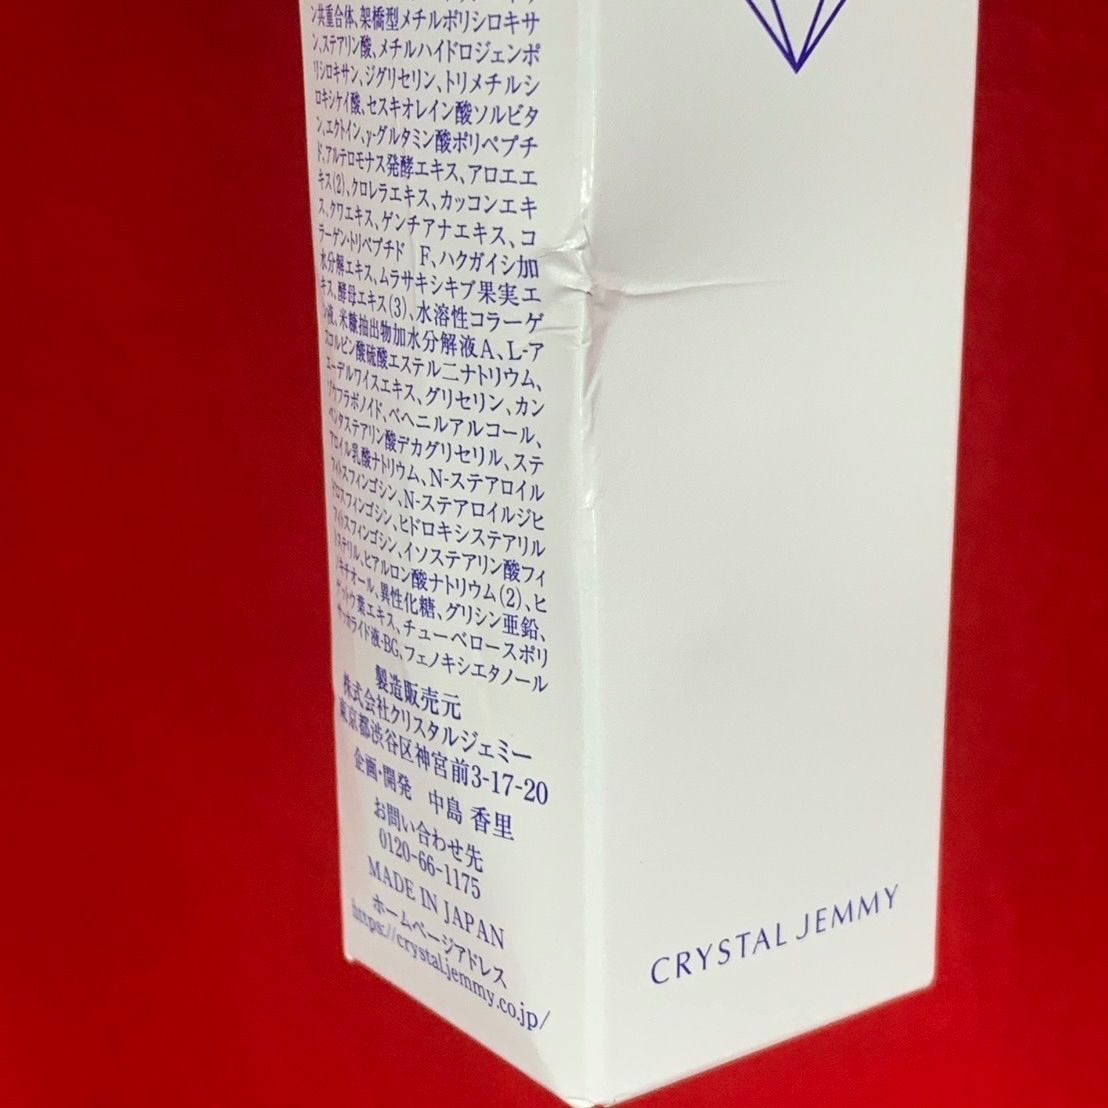 ン共重合体、架橋型メチルポリシロキサ
ン、ステアリン酸、メチルハイドロジェンポ
リシロキサン、ジグリセリン、トリメチルシ
ロキシケイ酸、セスキオレイン酸ソルビタ
ン、エクトイン、γ-グルタミン酸ポリペプチ
ド、アルテロモナス発酵エキス、アロエエ
キス(2)、クロレラエキス、カッコンエキ
ス、クワエキス、ゲンチアナエキス、コ
ラーゲン・トリペプチド F、ハクガイシ加
水分解エキス、ムラサキシキブ果実エ
キス、酵母エキス(3)、水溶性コラーゲ
ン液、米糠抽出物加水分解液A、L-ア
スコルビン酸硫酸エステル二ナトリウム、
エーデルワイスエキス、グリセリン、カン
ゾウフラボノイド、ベヘニルアルコール、
ペンタステアリン酸デカグリセリル、ステ
アロイル乳酸ナトリウム、N-ステアロイル
フィトスフィンゴシン、N-ステアロイルジヒ
ドロスフィンゴシン、ヒドロキシステアリル
フィトスフィンゴシン、イソステアリン酸フィ
トステリル、ヒアルロン酸ナトリウム(2)、ヒ
ノキチオール、異性化糖、グリシン亜鉛、
ゲットウ葉エキス、チューベロースポリ
サッカライド液、BG、フェノキシエタノール
製造販売元
株式会社クリスタルジェミー
東京都渋谷区神宮前3-17-20
企画・開発 中島 香里
お問い合わせ先
0120-66-1175
MADE IN JAPAN
ホームページアドレス
https://crystaljemmy.co.jp/
CRYSTAL JEMMY